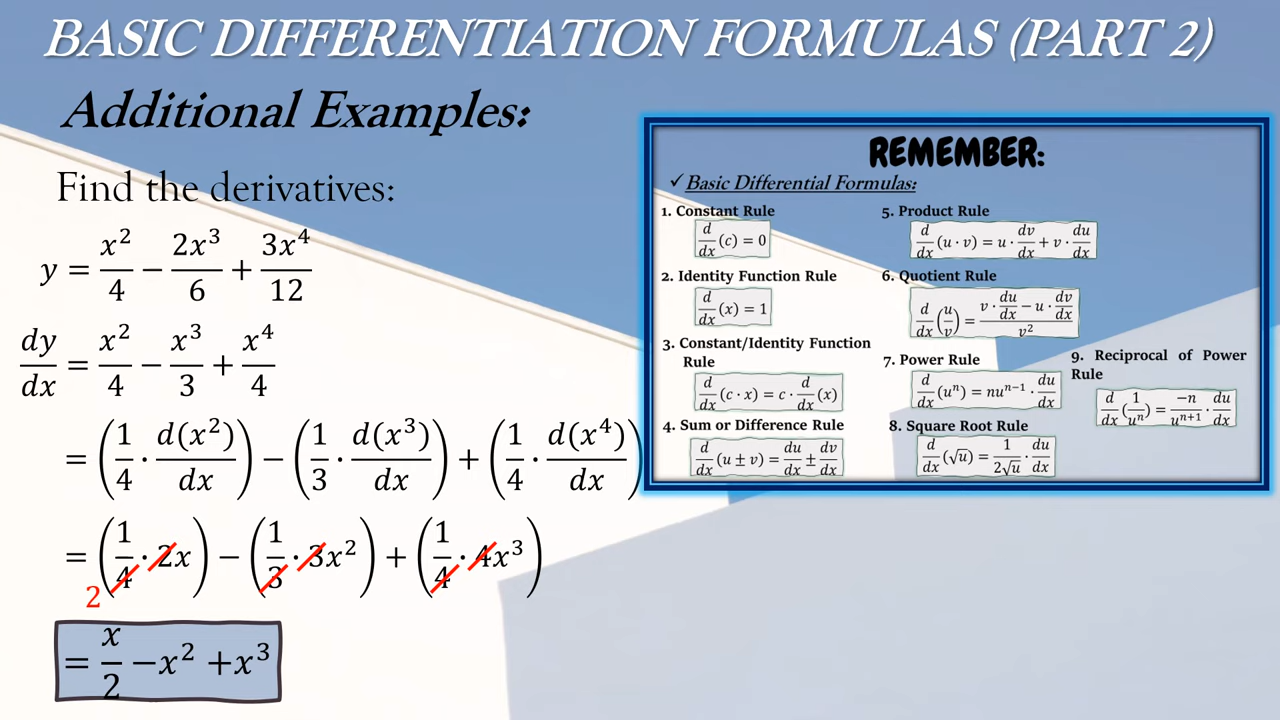 BASIC DIFFERENTIATION FORMULAS (PART 2)
Additional Examples:
Find the derivatives:
y = x²/4 − 2x³/6 + 3x⁴/12
dy/dx = x²/4 − x³/3 + x⁴/4
= (1/4 · d(x²)/dx) − (1/3 · d(x³)/dx) + (1/4 · d(x⁴)/dx)
= (1/4 · 2x) − (1/3 · 3x²) + (1/4 · 4x³)
2
= x/2 − x² + x³
REMEMBER:
✓Basic Differential Formulas:
1. Constant Rule
d/dx (c) = 0
2. Identity Function Rule
d/dx (x) = 1
3. Constant/Identity Function
Rule
d/dx (c · x) = c · d/dx (x)
4. Sum or Difference Rule
d/dx (u ± v) = du/dx ± dv/dx
5. Product Rule
d/dx (u · v) = u · dv/dx + v · du/dx
6. Quotient Rule
d/dx (u/v) = (v · du/dx − u · dv/dx)/v²
7. Power Rule
d/dx (uⁿ) = nuⁿ⁻¹ · du/dx
8. Square Root Rule
d/dx (√u) = 1/(2√u) · du/dx
9. Reciprocal of Power
Rule
d/dx (1/uⁿ) = −n/uⁿ⁺¹ · du/dx